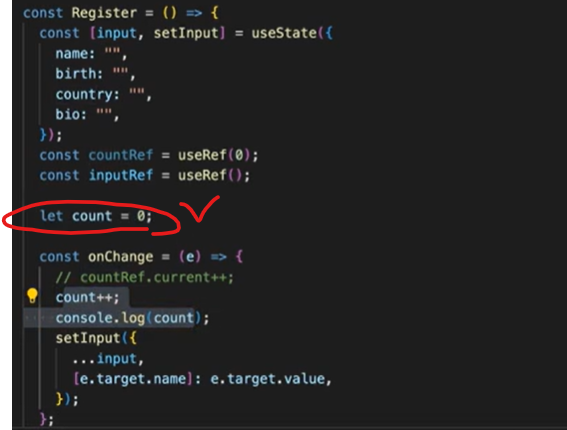 const Register = () => {
const [input, setInput] = useState({
name: "",
birth: "",
country: "",
bio: "",
});
const countRef = useRef(0);
const inputRef = useRef();
let count = 0;
const onChange = (e) => {
// countRef.current++;
count++;
console.log(count);
setInput({
...input,
[e.target.name]: e.target.value,
});
};